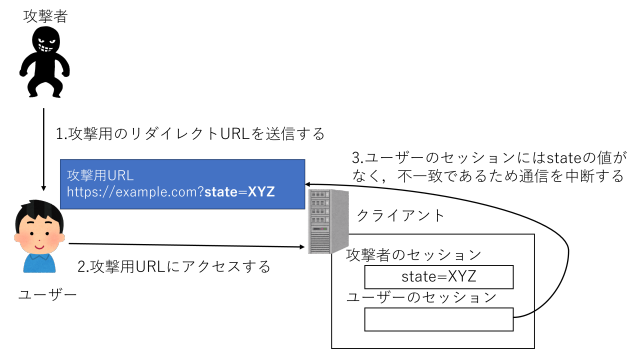 攻撃者
1.攻撃用のリダイレクトURLを送信する
攻撃用URL
https://example.com?state=XYZ
3.ユーザーのセッションにはstateの値が
なく，不一致であるため通信を中断する
クライアント
2.攻撃用URLにアクセスする
ユーザー
攻撃者のセッション
state=XYZ
ユーザーのセッション